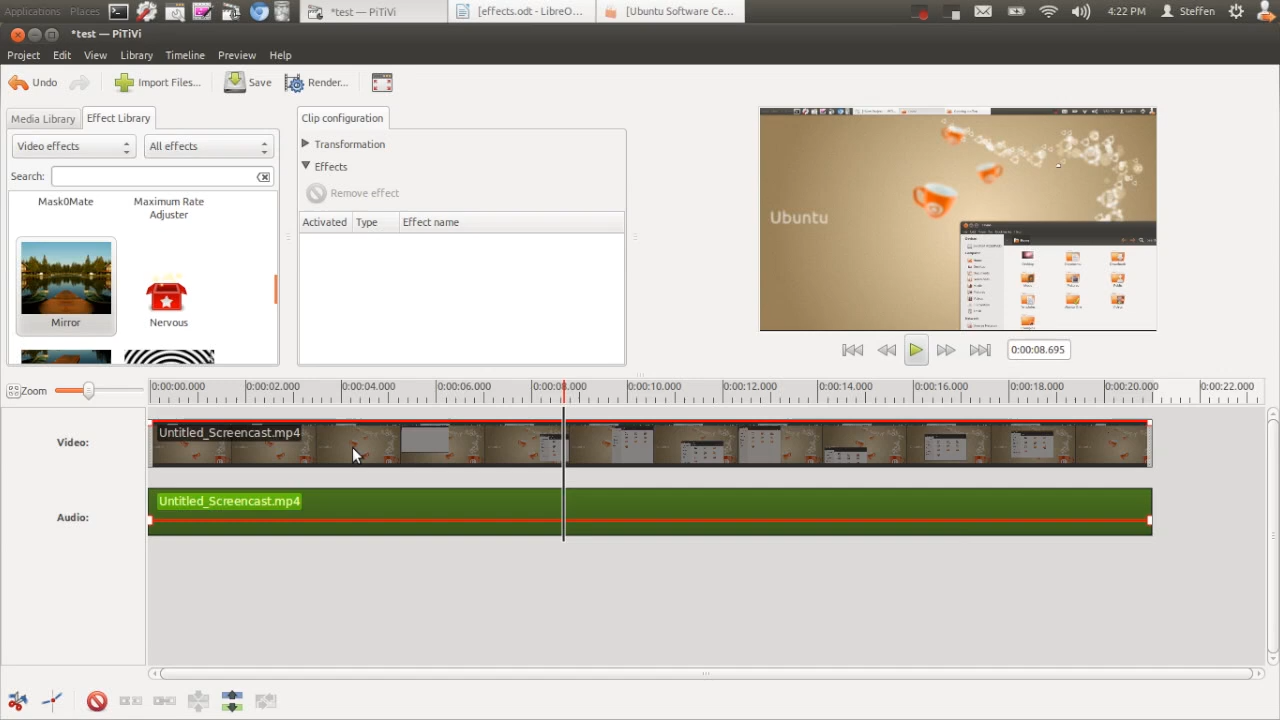 Applications Places *test — PiTiVi [effects.odt - LibreO... [Ubuntu Software Ce... 4:22 PM Steffen
*test — PiTiVi
Project Edit View Library Timeline Preview Help
Undo Import Files... Save Render...
Media Library Effect Library Clip configuration
Video effects All effects
Transformation
Effects
Search:
Remove effect
Mask0Mate Maximum Rate Adjuster
Activated Type Effect name
Ubuntu
Mirror Nervous
0:00:08.695
Zoom 0:00:00.000 0:00:02.000 0:00:04.000 0:00:06.000 0:00:08.000 0:00:10.000 0:00:12.000 0:00:14.000 0:00:16.000 0:00:18.000 0:00:20.000 0:00:22.000
Video: Untitled_Screencast.mp4
Audio: Untitled_Screencast.mp4